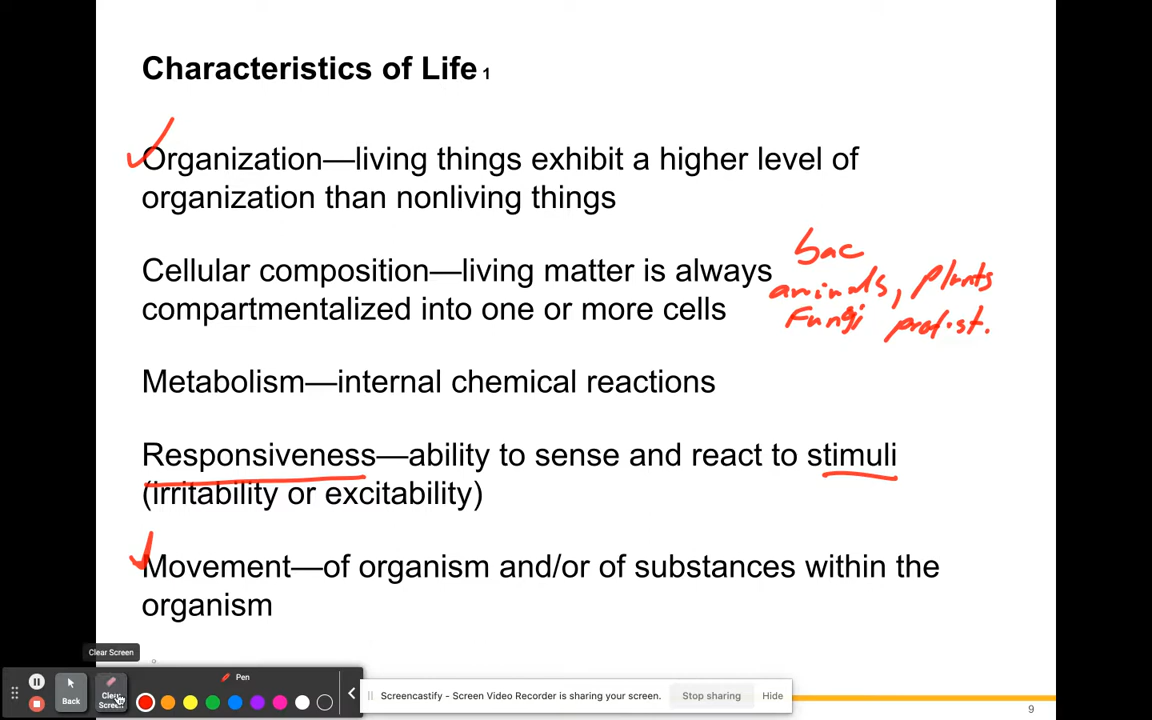 Characteristics of Life 1
Organization—living things exhibit a higher level of
organization than nonliving things
bac
Cellular composition—living matter is always
animals, plants
compartmentalized into one or more cells
Fungi protist.
Metabolism—internal chemical reactions
Responsiveness—ability to sense and react to stimuli
(irritability or excitability)
Movement—of organism and/or of substances within the
organism
Clear Screen
Pen
Back
Clear
Screen
Screencastify - Screen Video Recorder is sharing your screen.
Stop sharing
Hide
9